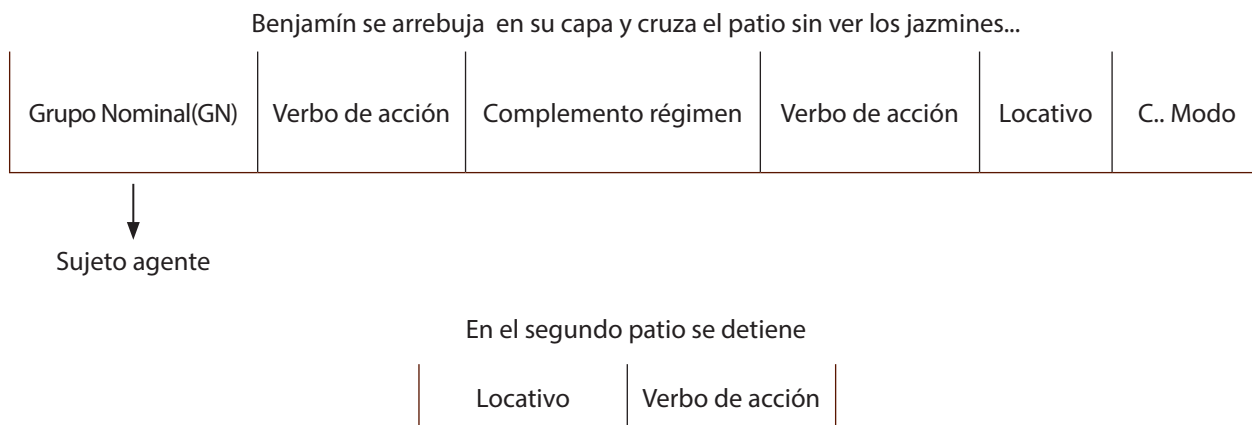 Benjamín se arrebuja en su capa y cruza el patio sin ver los jazmines...
Grupo Nominal(GN) Verbo de acción Complemento régimen Verbo de acción Locativo C.. Modo
Sujeto agente
En el segundo patio se detiene
Locativo Verbo de acción